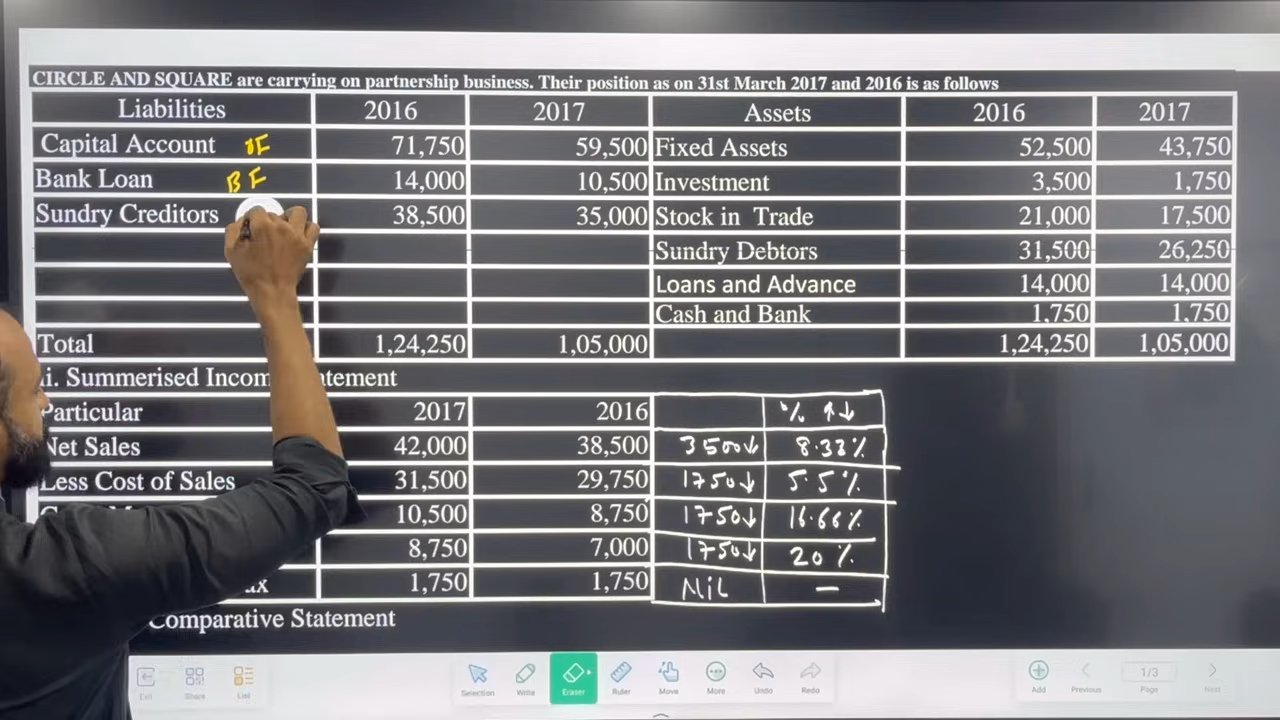 CIRCLE AND SQUARE are carrying on partnership business. Their position as on 31st March 2017 and 2016 is as follows
Liabilities 2016 2017 Assets 2016 2017
Capital Account OF 71,750 59,500 Fixed Assets 52,500 43,750
Bank Loan BF 14,000 10,500 Investment 3,500 1,750
Sundry Creditors 38,500 35,000 Stock in Trade 21,000 17,500
Sundry Debtors 31,500 26,250
Loans and Advance 14,000 14,000
Cash and Bank 1,750 1,750
Total 1,24,250 1,05,000 1,24,250 1,05,000
ii. Summerised
Particular 2017 2016 % ↑↓
Net Sales 42,000 38,500 3500↓ 8.33%
Less Cost of Sales 31,500 29,750 1750↓ 5.5%
10,500 8,750 1750↓ 16.66%
8,750 7,000 1750↓ 20%
1,750 1,750 Nil —
Comparative Statement
Exit Share List Selection Write Eraser Ruler Move More Undo Redo Add Previous 1/3 Page Next